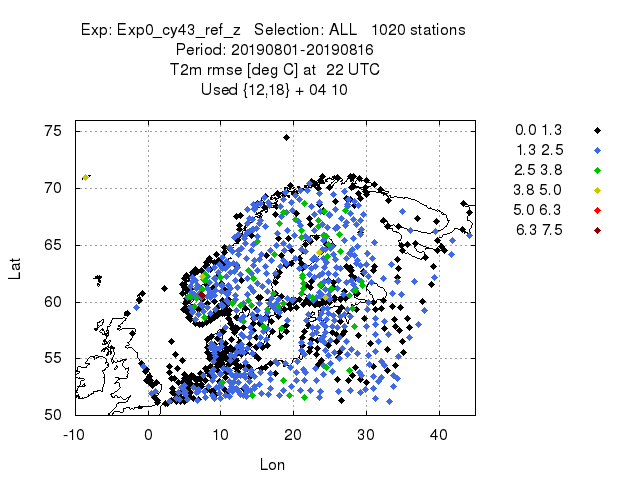 Exp: Exp0_cy43_ref_z   Selection: ALL   1020 stations
Period: 20190801-20190816
T2m rmse [deg C] at  22 UTC
Used {12,18} + 04 10
0.0 1.3
1.3 2.5
2.5 3.8
3.8 5.0
5.0 6.3
6.3 7.5
75
70
65
60
55
50
Lat
-10 0 10 20 30 40
Lon